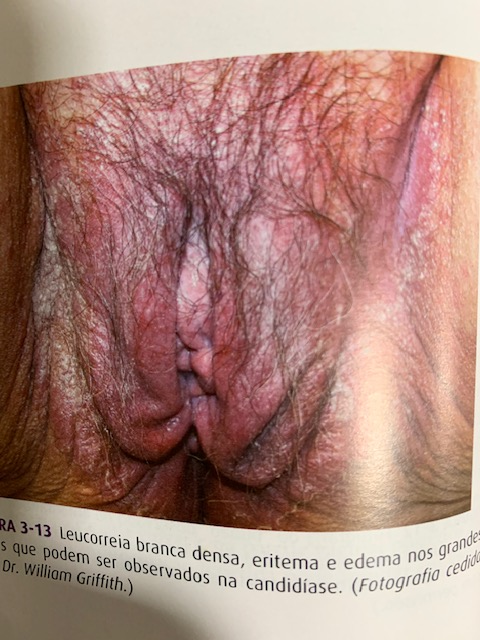 RA 3-13 Leucorreia branca densa, eritema e edema nos grandes
s que podem ser observados na candidíase. (Fotografia cedida
Dr. William Griffith.)